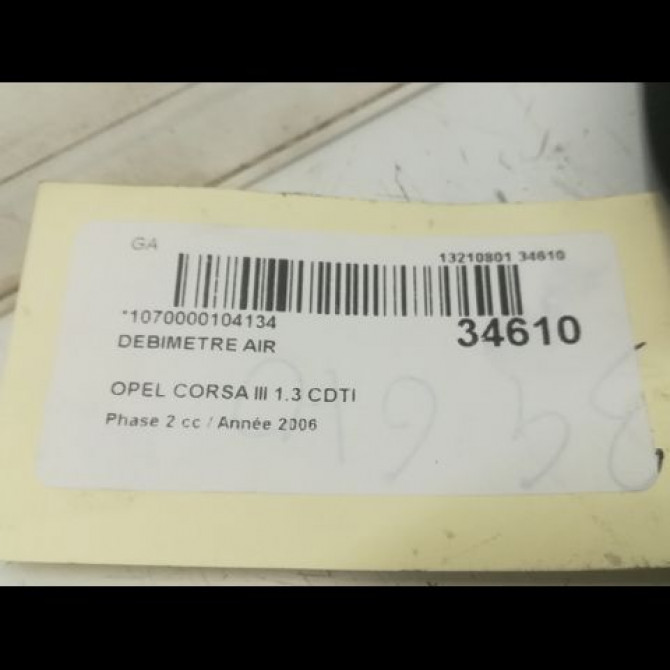 GA
13210801 34610
*1070000104134
34610
DEBIMETRE AIR
OPEL CORSA III 1.3 CDTI
Phase 2 cc / Année 2006